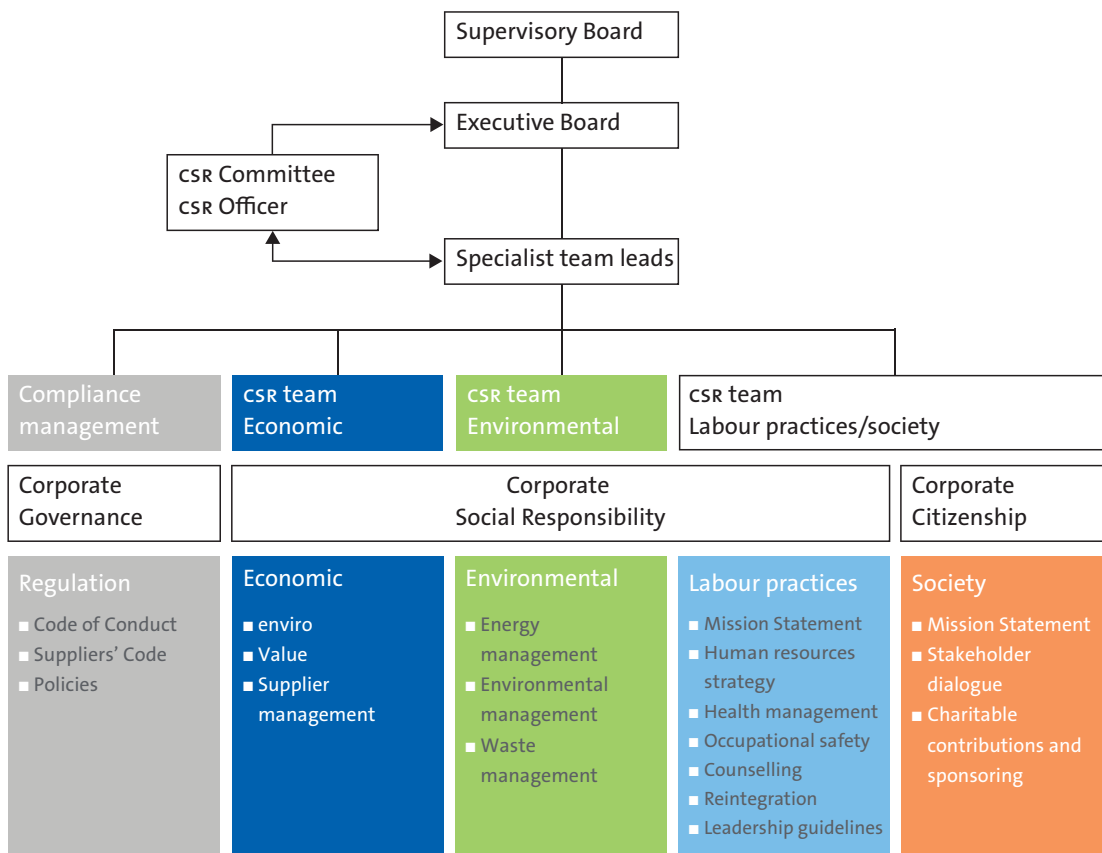 Supervisory Board
Executive Board
CSR Committee
CSR Officer
Specialist team leads
Compliance
management
CSR team
Economic
CSR team
Environmental
CSR team
Labour practices/society
Corporate
Governance
Corporate
Social Responsibility
Corporate
Citizenship
Regulation
■ Code of Conduct
■ Suppliers' Code
■ Policies
Economic
■ enviro
■ Value
■ Supplier
management
Environmental
■ Energy
management
■ Environmental
management
■ Waste
management
Labour practices
■ Mission Statement
■ Human resources
strategy
■ Health management
■ Occupational safety
■ Counselling
■ Reintegration
■ Leadership guidelines
Society
■ Mission Statement
■ Stakeholder
dialogue
■ Charitable
contributions and
sponsoring